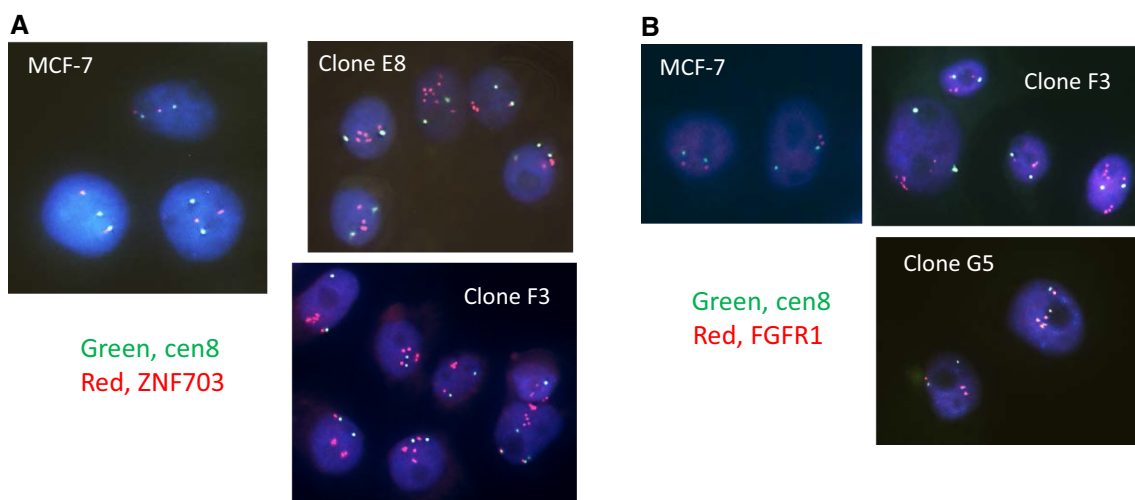 A
MCF-7
Clone E8
Clone F3
Green, cen8
Red, ZNF703
B
MCF-7
Clone F3
Clone G5
Green, cen8
Red, FGFR1